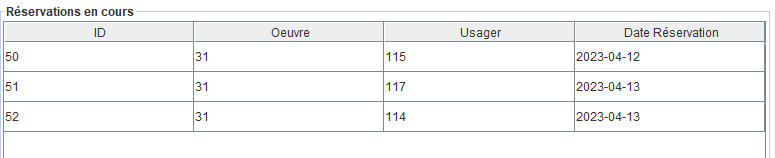 Réservations en cours
ID Oeuvre Usager Date Réservation
50 31 115 2023-04-12
51 31 117 2023-04-13
52 31 114 2023-04-13